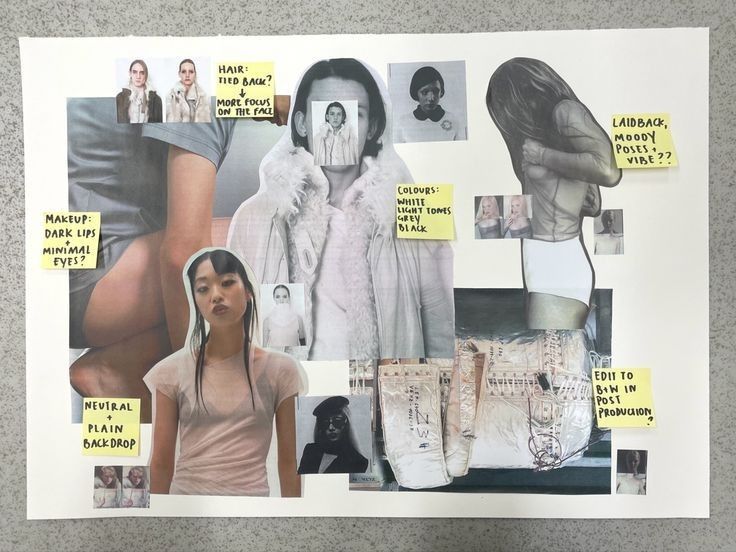 HAIR:
TIED BACK?
↓
MORE FOCUS
ON THE FACE
LAIDBACK,
MOODY
POSES +
VIBE??
COLOURS:
WHITE
LIGHT TONES
GREY
BLACK
MAKEUP:
DARK LIPS
+
MINIMAL
EYES?
NEUTRAL
+
PLAIN
BACKDROP
EDIT TO
B+W IN
POST
PRODUCTION
?